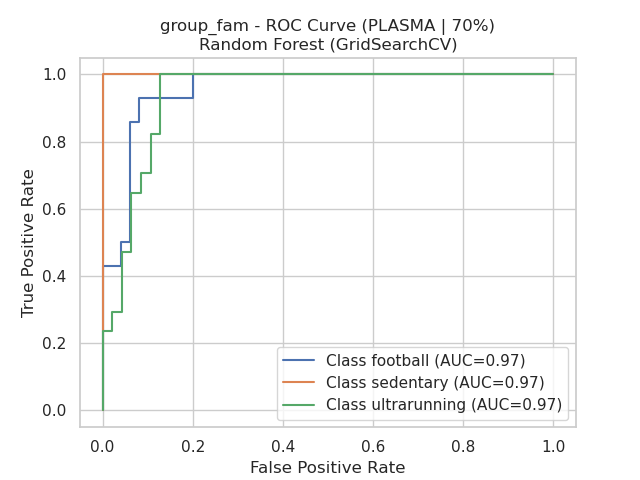 group_fam - ROC Curve (PLASMA | 70%)
Random Forest (GridSearchCV)
True Positive Rate
1.0
0.8
0.6
0.4
0.2
0.0
Class football (AUC=0.97)
Class sedentary (AUC=0.97)
Class ultrarunning (AUC=0.97)
0.0 0.2 0.4 0.6 0.8 1.0
False Positive Rate